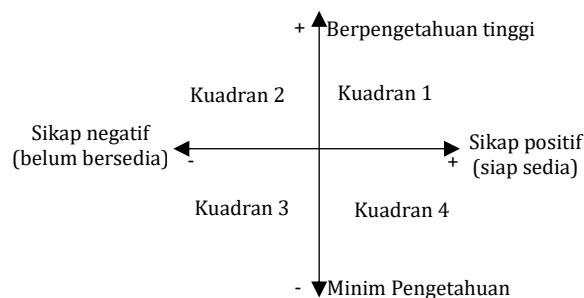 + Berpengetahuan tinggi
Kuadran 2
Kuadran 1
Sikap negatif
(belum bersedia)
-
Sikap positif
+ (siap sedia)
Kuadran 3
Kuadran 4
- Minim Pengetahuan